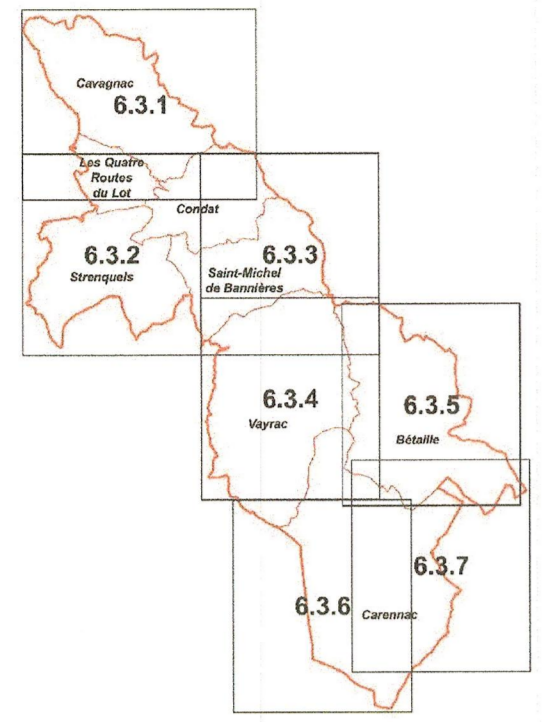 Cavagnac
6.3.1
Les Quatre
Routes
du Lot
Condat
6.3.2
Strenquels
6.3.3
Saint-Michel
de Bannières
6.3.4
Vayrac
6.3.5
Bétaille
6.3.7
6.3.6
Carennac